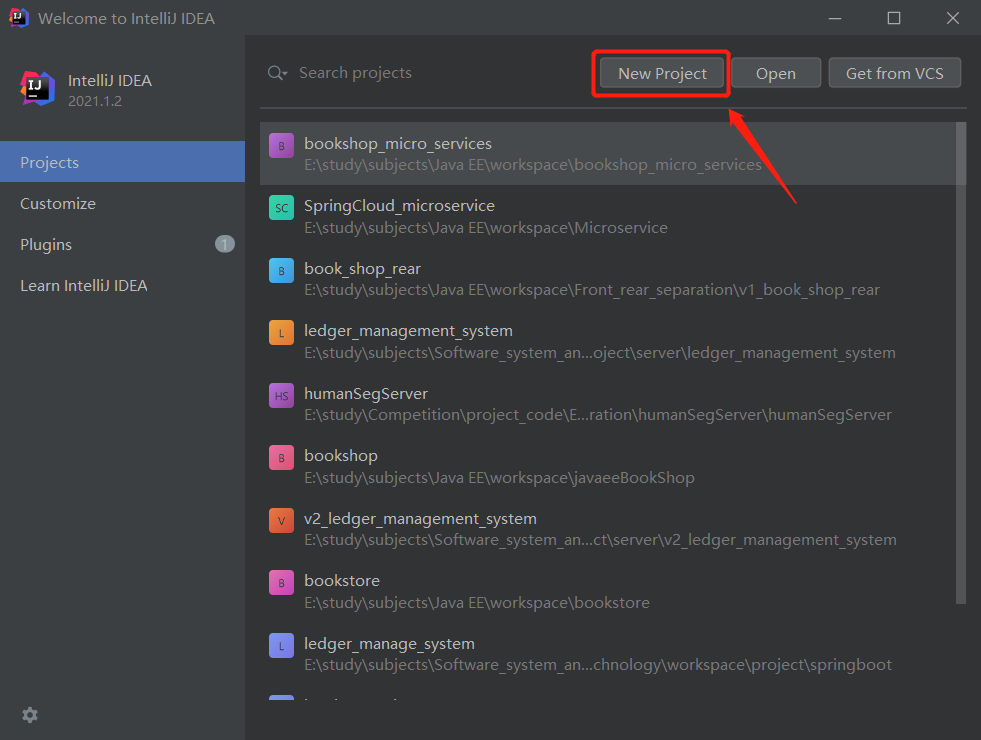 Welcome to IntelliJ IDEA
IntelliJ IDEA
2021.1.2
Search projects
New Project
Open
Get from VCS
Projects
Customize
Plugins
1
Learn IntelliJ IDEA
B
bookshop_micro_services
E:\study\subjects\Java EE\workspace\bookshop_micro_services
SC
SpringCloud_microservice
E:\study\subjects\Java EE\workspace\Microservice
B
book_shop_rear
E:\study\subjects\Java EE\workspace\Front_rear_separation\v1_book_shop_rear
L
ledger_management_system
E:\study\subjects\Software_system_an...oject\server\ledger_management_system
HS
humanSegServer
E:\study\Competition\project_code\E...ration\humanSegServer\humanSegServer
B
bookshop
E:\study\subjects\Java EE\workspace\javaeeBookShop
V
v2_ledger_management_system
E:\study\subjects\Software_system_an...ct\server\v2_ledger_management_system
B
bookstore
E:\study\subjects\Java EE\workspace\bookstore
L
ledger_manage_system
E:\study\subjects\Software_system_an...chnology\workspace\project\springboot